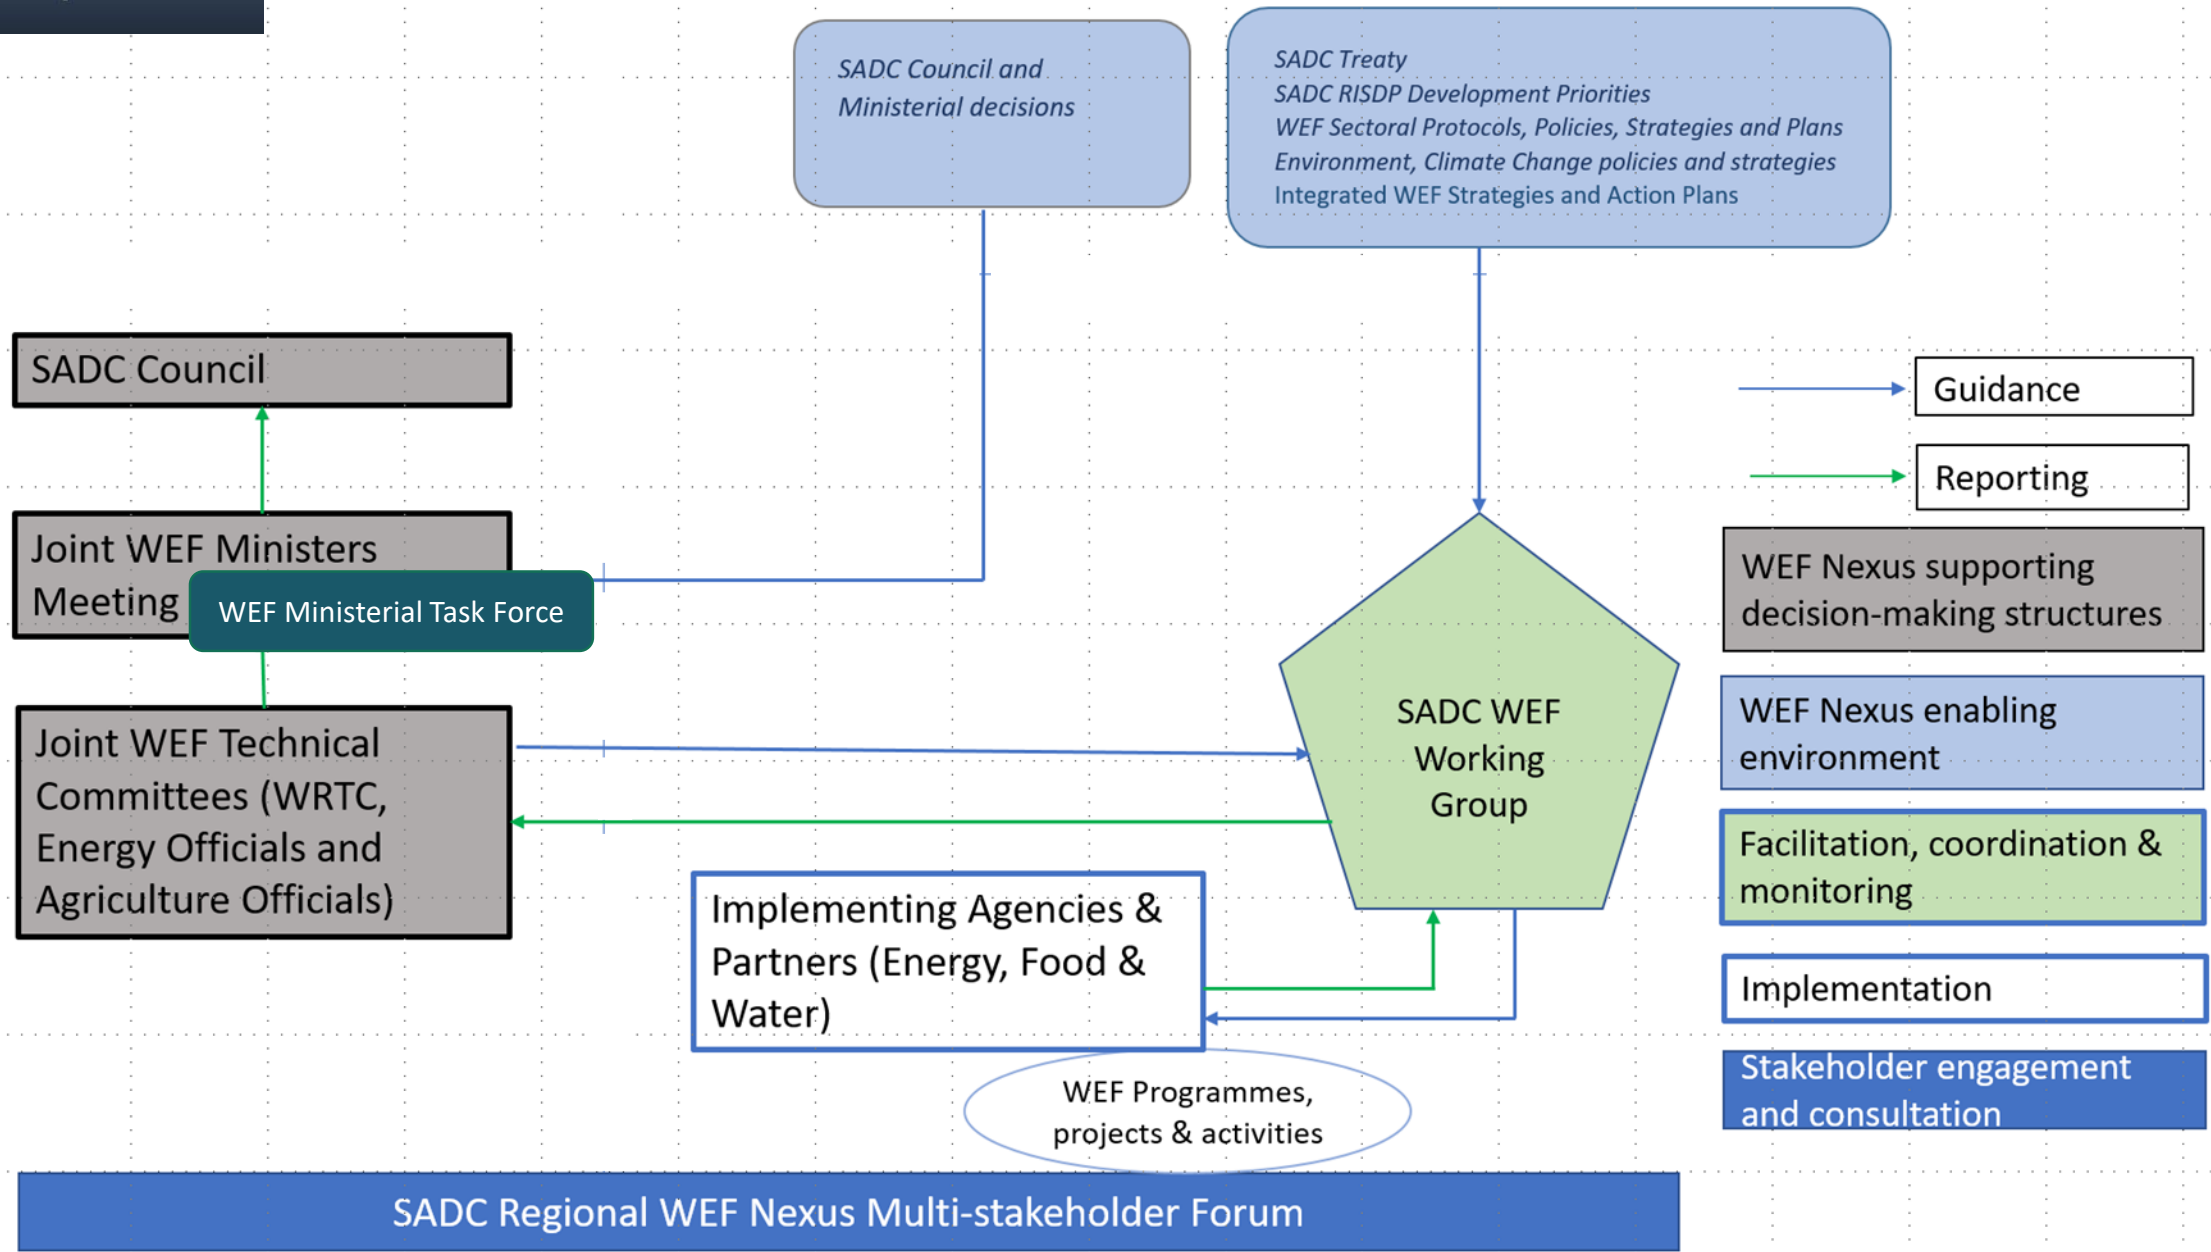 SADC Council and
Ministerial decisions
SADC Treaty
SADC RISDP Development Priorities
WEF Sectoral Protocols, Policies, Strategies and Plans
Environment, Climate Change policies and strategies
Integrated WEF Strategies and Action Plans
SADC Council
Joint WEF Ministers
Meeting
WEF Ministerial Task Force
Joint WEF Technical
Committees (WRTC,
Energy Officials and
Agriculture Officials)
SADC WEF
Working
Group
Implementing Agencies &
Partners (Energy, Food &
Water)
WEF Programmes,
projects & activities
SADC Regional WEF Nexus Multi-stakeholder Forum
Guidance
Reporting
WEF Nexus supporting
decision-making structures
WEF Nexus enabling
environment
Facilitation, coordination &
monitoring
Implementation
Stakeholder engagement
and consultation